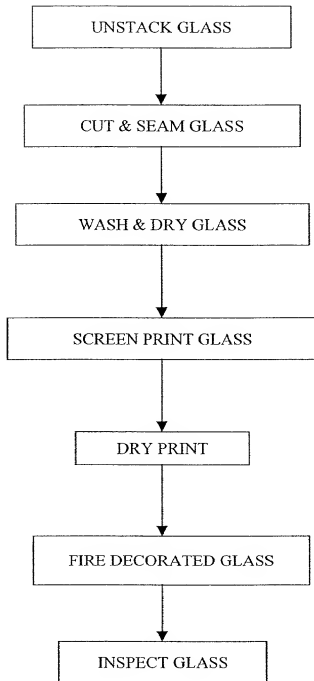 UNSTACK GLASS
CUT & SEAM GLASS
WASH & DRY GLASS
SCREEN PRINT GLASS
DRY PRINT
FIRE DECORATED GLASS
INSPECT GLASS